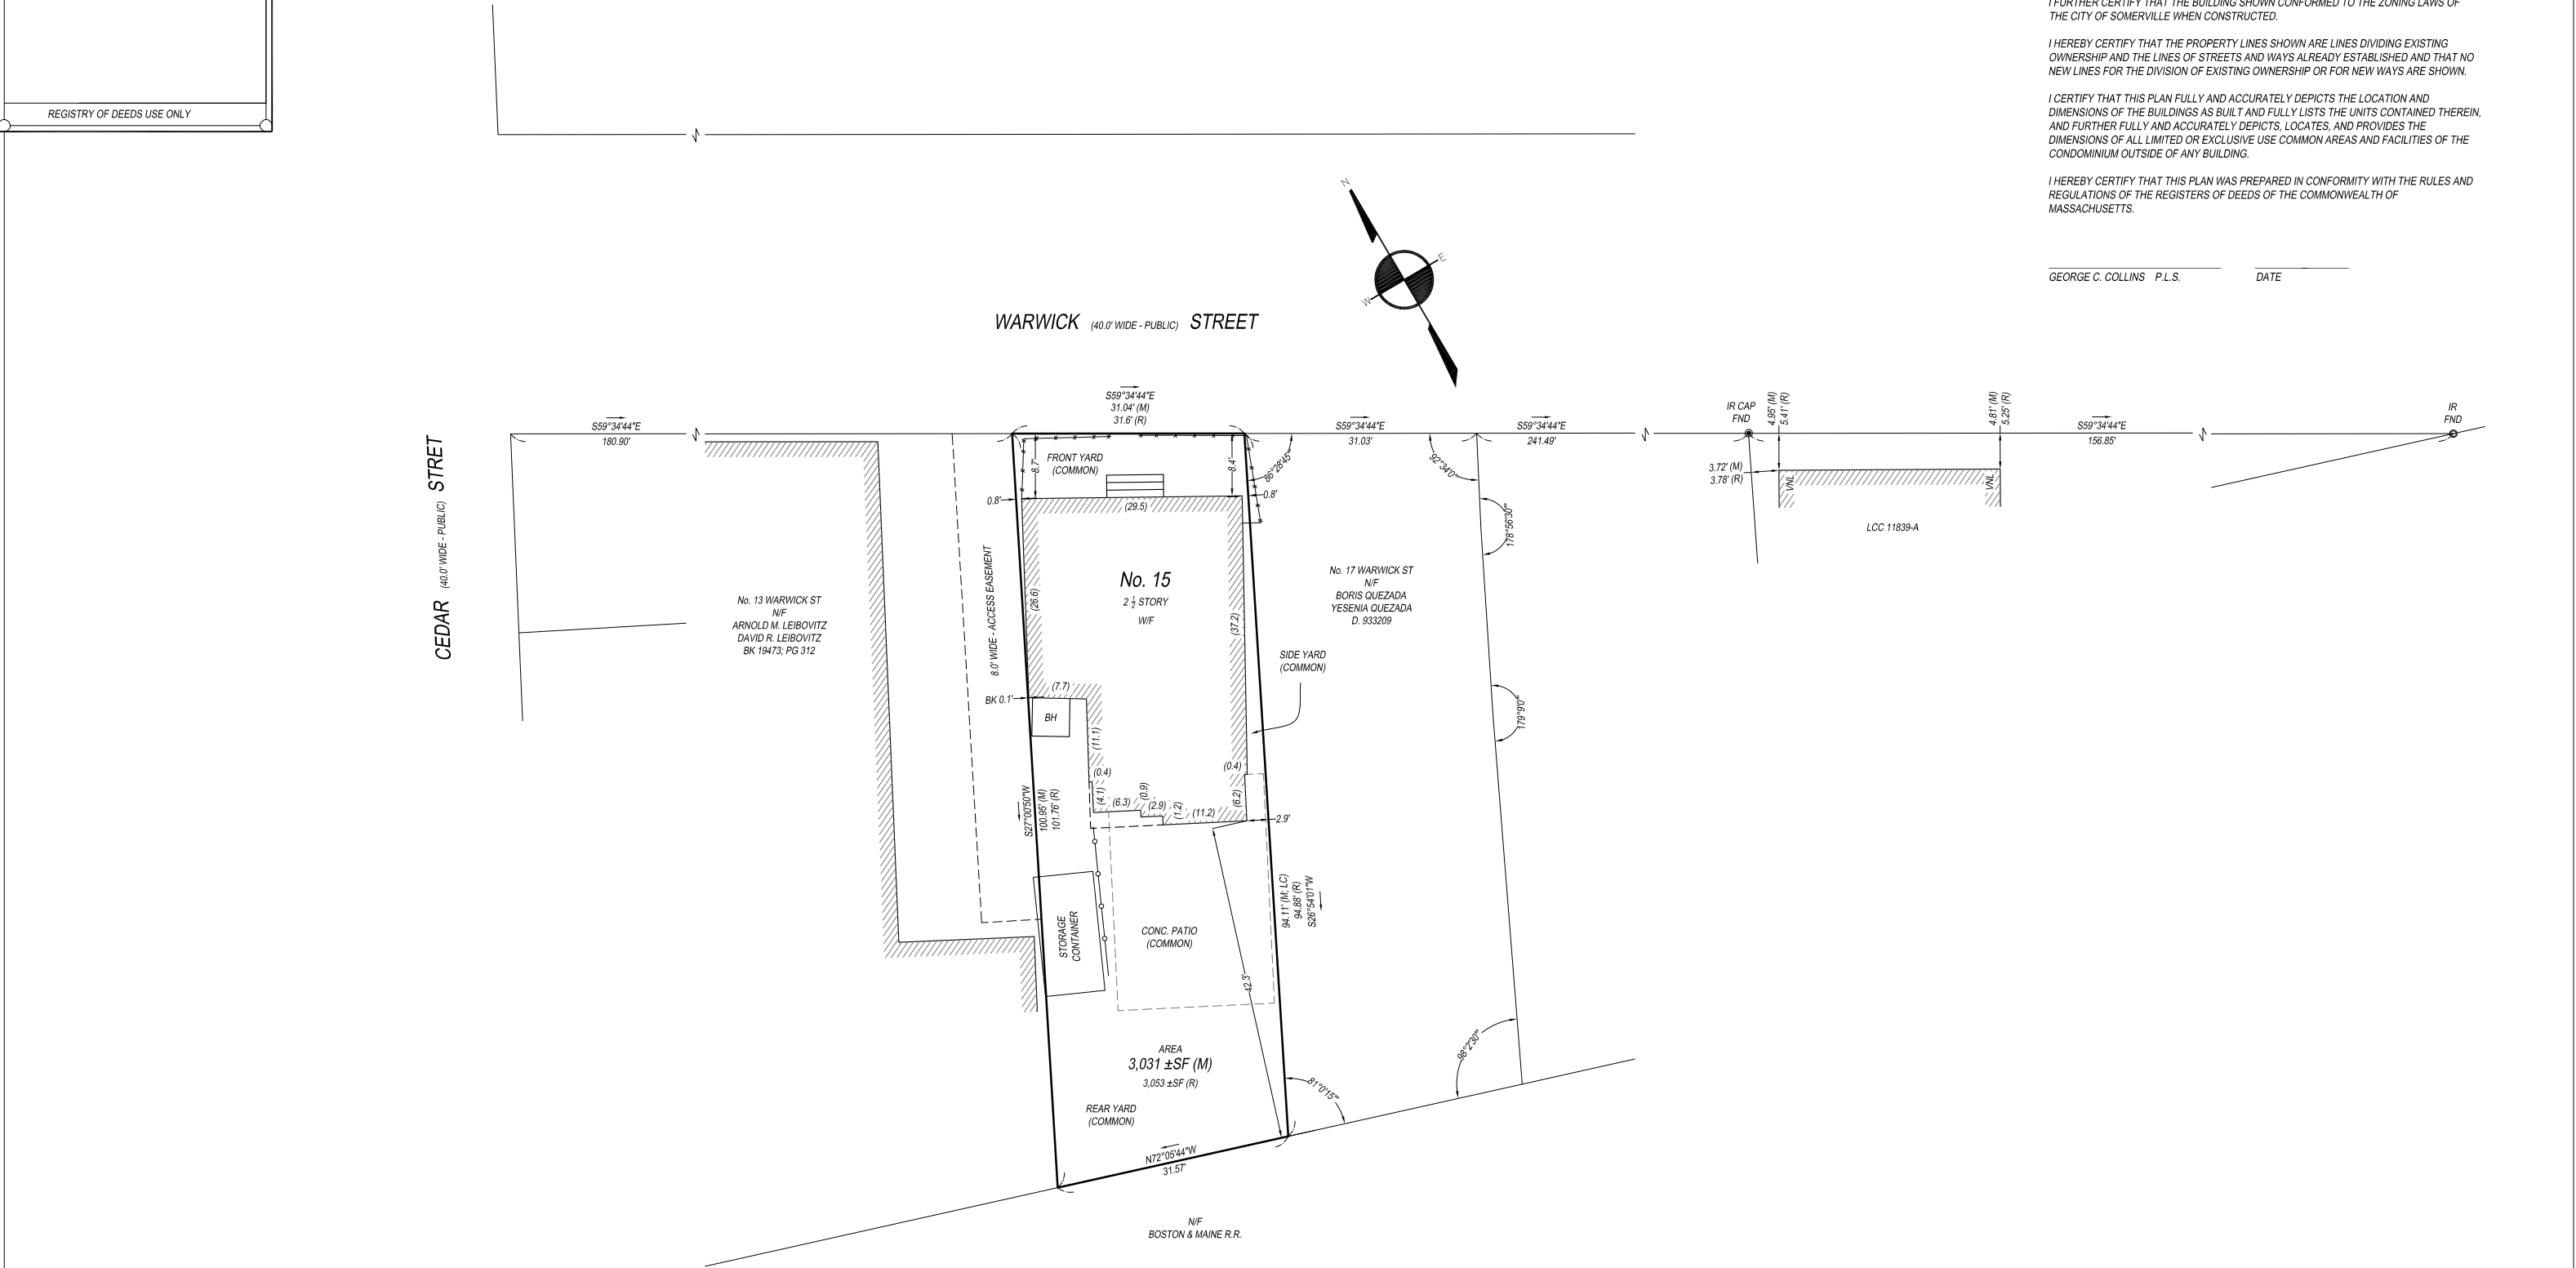 I FURTHER CERTIFY THAT THE BUILDING SHOWN CONFORMED TO THE ZONING LAWS OF
THE CITY OF SOMERVILLE WHEN CONSTRUCTED.
I HEREBY CERTIFY THAT THE PROPERTY LINES SHOWN ARE LINES DIVIDING EXISTING
OWNERSHIP AND THE LINES OF STREETS AND WAYS ALREADY ESTABLISHED AND THAT NO
NEW LINES FOR THE DIVISION OF EXISTING OWNERSHIP OR FOR NEW WAYS ARE SHOWN.
I CERTIFY THAT THIS PLAN FULLY AND ACCURATELY DEPICTS THE LOCATION AND
DIMENSIONS OF THE BUILDINGS AS BUILT AND FULLY LISTS THE UNITS CONTAINED THEREIN,
AND FURTHER FULLY AND ACCURATELY DEPICTS, LOCATES, AND PROVIDES THE
DIMENSIONS OF ALL LIMITED OR EXCLUSIVE USE COMMON AREAS AND FACILITIES OF THE
CONDOMINIUM OUTSIDE OF ANY BUILDING.
I HEREBY CERTIFY THAT THIS PLAN WAS PREPARED IN CONFORMITY WITH THE RULES AND
REGULATIONS OF THE REGISTERS OF DEEDS OF THE COMMONWEALTH OF
MASSACHUSETTS.
GEORGE C. COLLINS P.L.S. DATE
REGISTRY OF DEEDS USE ONLY
N
E
W
WARWICK (40.0' WIDE - PUBLIC) STREET
CEDAR (40.0' WIDE - PUBLIC) STRET
S59°34'44"E
180.90'
S59°34'44"E
31.04' (M)
31.6' (R)
S59°34'44"E
31.03'
S59°34'44"E
241.49'
IR CAP
FND
4.95' (M)
5.41' (R)
4.81' (M)
5.25' (R)
S59°34'44"E
156.85'
IR
FND
3.72' (M)
3.78' (R)
VNL
VNL
LCC 11839-A
FRONT YARD
(COMMON)
8.7'
8.4'
86°28'45"
92°34'0"
0.8'
0.8'
(29.5)
178°56'30"
8.0' WIDE - ACCESS EASEMENT
No. 15
2 1/2 STORY
W/F
(26.6)
(37.2)
No. 13 WARWICK ST
N/F
ARNOLD M. LEIBOVITZ
DAVID R. LEIBOVITZ
BK 19473; PG 312
No. 17 WARWICK ST
N/F
BORIS QUEZADA
YESENIA QUEZADA
D. 933209
SIDE YARD
(COMMON)
(7.7)
BK 0.1'
BH
179°9'0"
(11.1)
(0.4)
(0.4)
(4.1)
(6.3)
(0.9)
(2.9)
(1.2)
(11.2)
(6.2)
2.9'
S27°00'50"W
100.95' (M)
101.76' (R)
94.11' (M; LC)
94.88' (R)
S26°54'01"W
STORAGE
CONTAINER
CONC. PATIO
(COMMON)
42.3'
AREA
3,031 ±SF (M)
3,053 ±SF (R)
REAR YARD
(COMMON)
81°0'15"
98°2'30"
N72°05'44"W
31.57'
N/F
BOSTON & MAINE R.R.